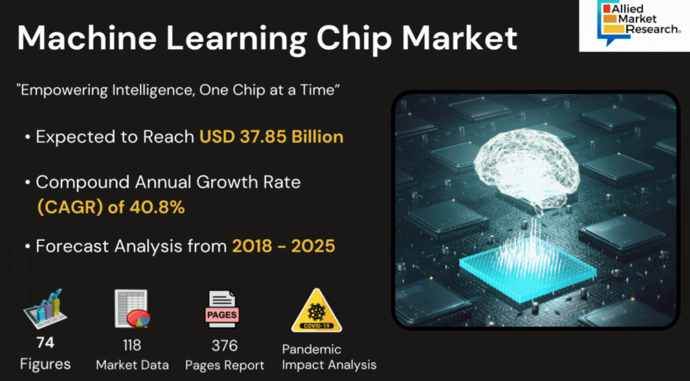 Machine Learning Chip Market
Allied
Market
Research®
"Empowering Intelligence, One Chip at a Time”
• Expected to Reach USD 37.85 Billion
• Compound Annual Growth Rate
(CAGR) of 40.8%
• Forecast Analysis from 2018 - 2025
PAGES
COVID-19
74
Figures
118
Market Data
376
Pages Report
Pandemic
Impact Analysis